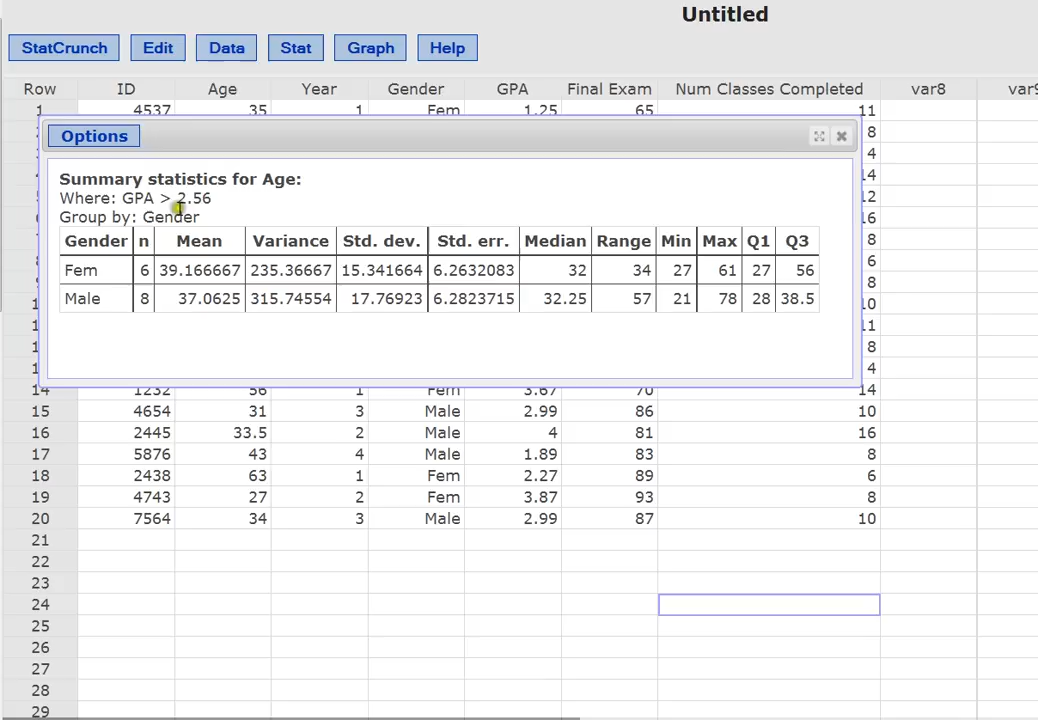 Untitled
StatCrunch Edit Data Stat Graph Help
Row ID Age Year Gender GPA Final Exam Num Classes Completed var8 var9
1 4537 35 1 Fem 1.25 65 11
Options
8
4
14
12
16
8
8
8
10
11
8
4
Summary statistics for Age:
Where: GPA > 2.56
Group by: Gender
Gender n Mean Variance Std. dev. Std. err. Median Range Min Max Q1 Q3
Fem 6 39.166667 235.36667 15.341664 6.2632083 32 34 27 61 27 56
Male 8 37.0625 315.74554 17.76923 6.2823715 32.25 57 21 78 28 38.5
14 1232 56 1 Fem 3.67 70 14
15 4654 31 3 Male 2.99 86 10
16 2445 33.5 2 Male 4 81 16
17 5876 43 4 Male 1.89 83 8
18 2438 63 1 Fem 2.27 89 6
19 4743 27 2 Fem 3.87 93 8
20 7564 34 3 Male 2.99 87 10
21
22
23
24
25
26
27
28
29